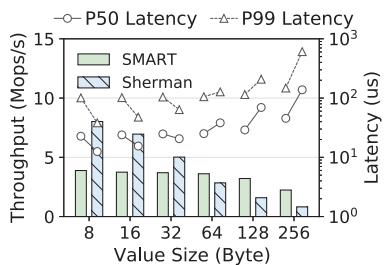 P50 Latency P99 Latency
SMART
Sherman
Throughput (Mops/s)
15
10
5
0
Latency (us)
10³
10²
10¹
10⁰
8 16 32 64 128 256
Value Size (Byte)